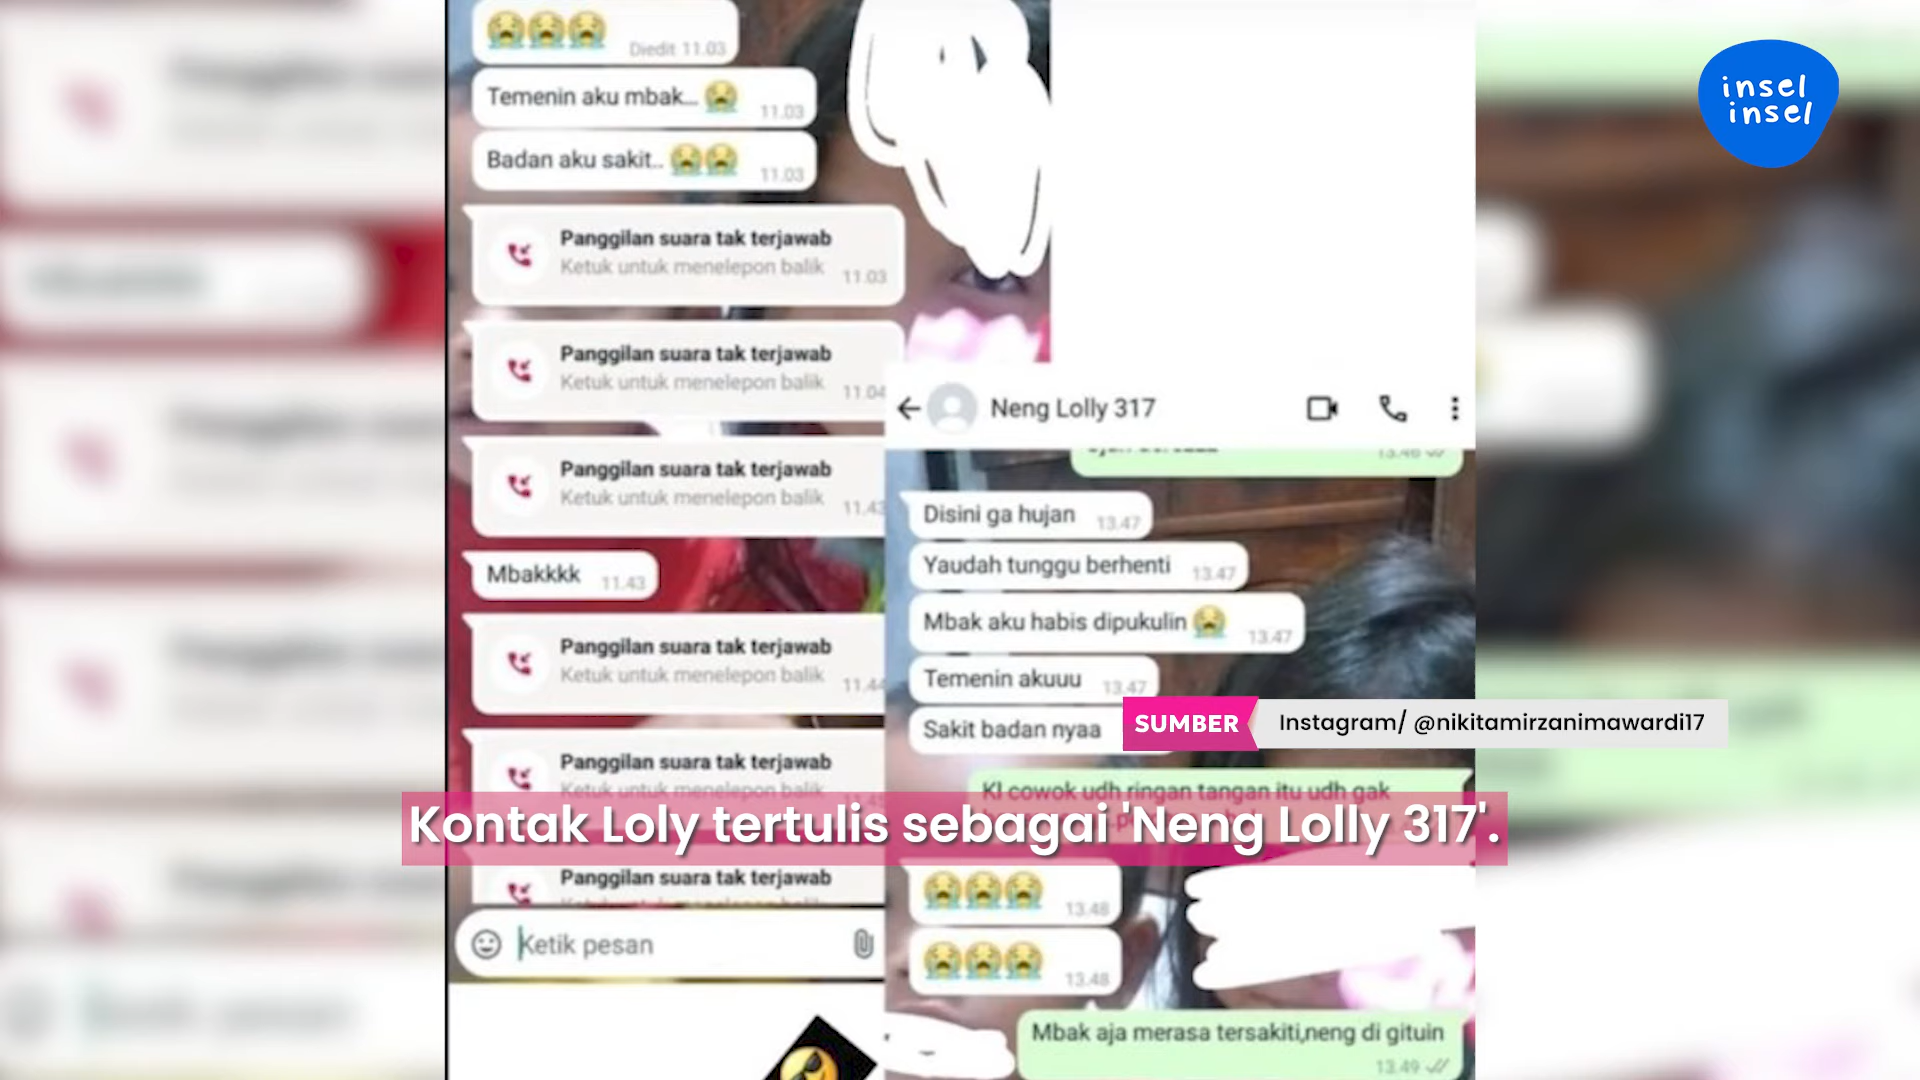 Diedit 11.03
Temenin aku mbak...
11.03
Badan aku sakit..
11.03
Panggilan suara tak terjawab
Ketuk untuk menelepon balik
11.03
Panggilan suara tak terjawab
Ketuk untuk menelepon balik
11.04
Panggilan suara tak terjawab
Ketuk untuk menelepon balik
11.43
Mbakkkk
11.43
Panggilan suara tak terjawab
Ketuk untuk menelepon balik
11.44
Panggilan suara tak terjawab
Ketuk untuk menelepon balik
Panggilan suara tak terjawab
Ketik pesan
insel
insel
Neng Lolly 317
13.46
Disini ga hujan
13.47
Yaudah tunggu berhenti
13.47
Mbak aku habis dipukulin
13.47
Temenin akuuu
13.47
Sakit badan nyaa
SUMBER
Instagram/ @nikitamirzanimawardi17
Kl cowok udh ringan tangan itu udh gak
Kontak Loly tertulis sebagai 'Neng Lolly 317'.
13.48
13.48
Mbak aja merasa tersakiti,neng di gituin
13.49